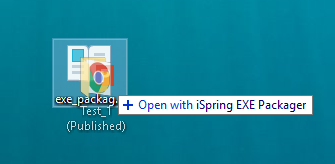 exe_packag.
Test_1
(Published)
Open with iSpring EXE Packager